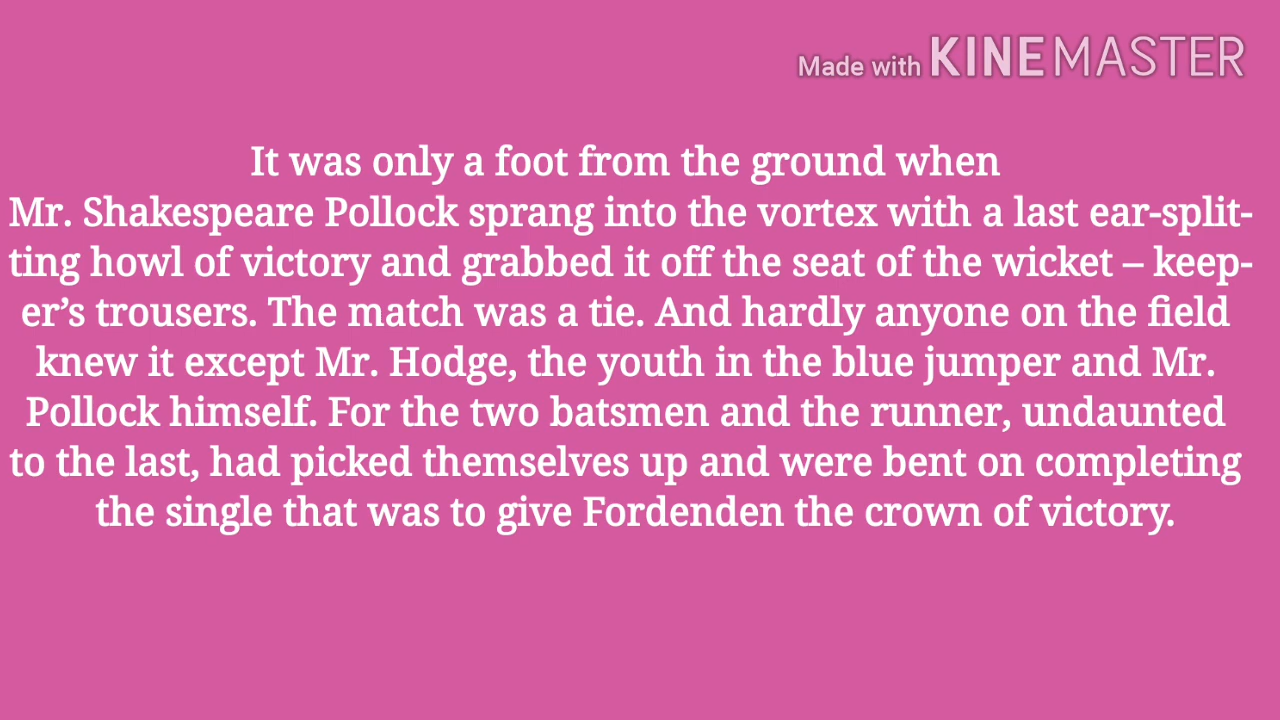 Made with KINEMASTER
It was only a foot from the ground when
Mr. Shakespeare Pollock sprang into the vortex with a last ear-split-
ting howl of victory and grabbed it off the seat of the wicket – keep-
er’s trousers. The match was a tie. And hardly anyone on the field
knew it except Mr. Hodge, the youth in the blue jumper and Mr.
Pollock himself. For the two batsmen and the runner, undaunted
to the last, had picked themselves up and were bent on completing
the single that was to give Fordenden the crown of victory.